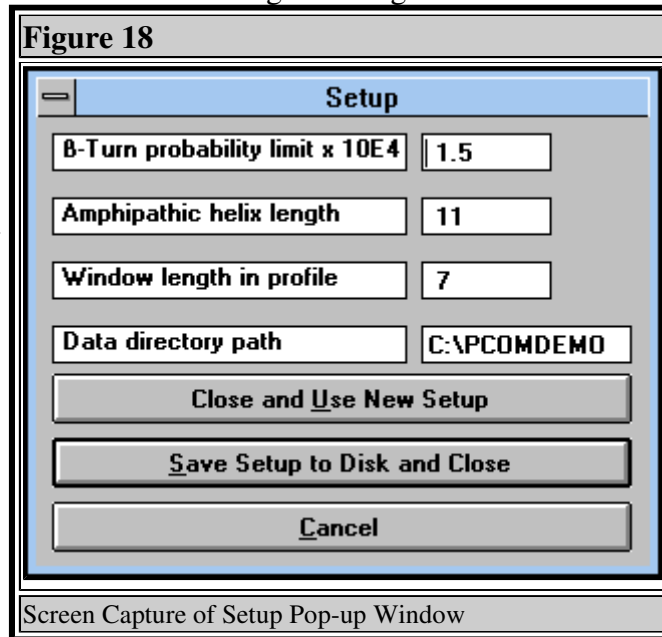 Figure 18
Setup
ß-Turn probability limit x 10E4
1.5
Amphipathic helix length
11
Window length in profile
7
Data directory path
C:\PCOMDEMO
Close and Use New Setup
Save Setup to Disk and Close
Cancel
Screen Capture of Setup Pop-up Window